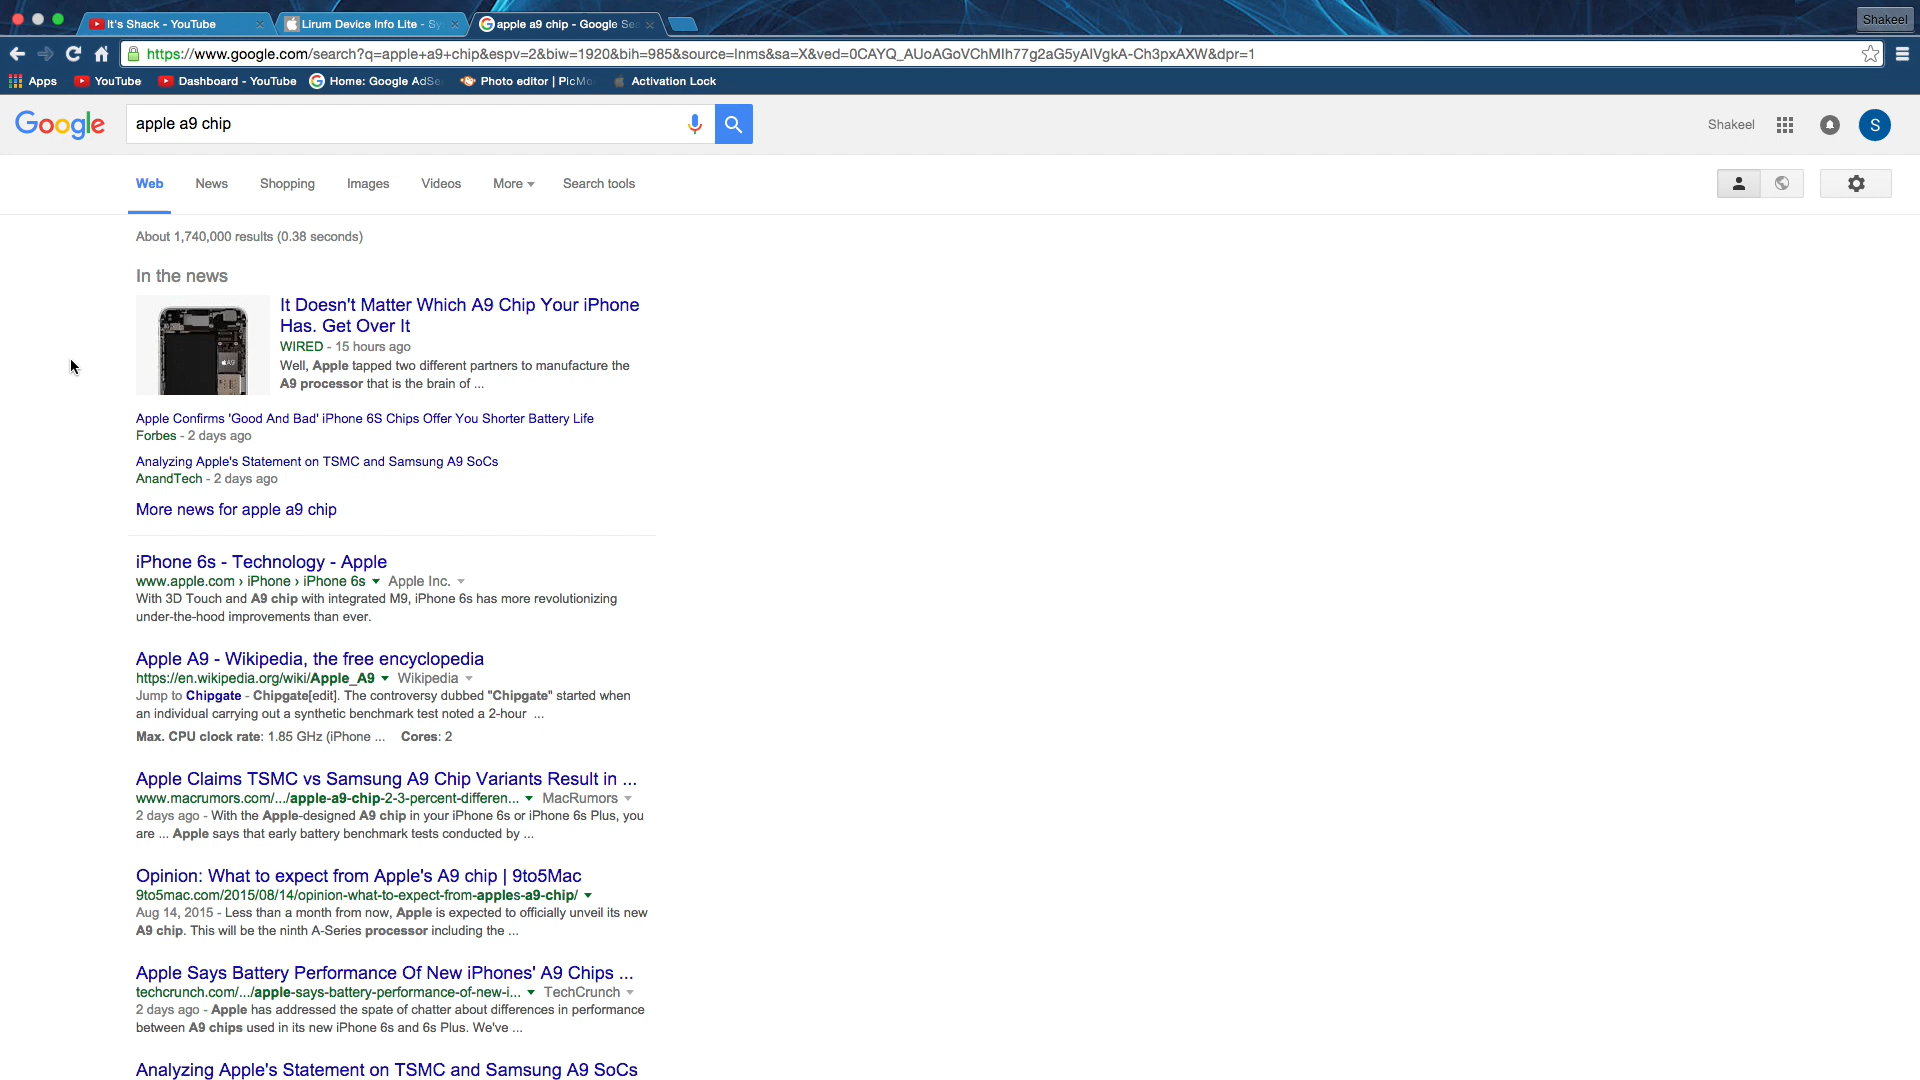 It's Shack - YouTube
Lirum Device Info Lite - Sy
apple a9 chip - Google Se
Shakeel
https://www.google.com/search?q=apple+a9+chip&espv=2&biw=1920&bih=985&source=lnms&sa=X&ved=0CAYQ_AUoAGoVChMIh77g2aG5yAIVgkA-Ch3pxAXW&dpr=1
Apps YouTube Dashboard - YouTube Home: Google AdSe Photo editor | PicMo Activation Lock
Google
apple a9 chip
Shakeel
S
Web News Shopping Images Videos More Search tools
About 1,740,000 results (0.38 seconds)
In the news
It Doesn't Matter Which A9 Chip Your iPhone
Has. Get Over It
WIRED - 15 hours ago
Well, Apple tapped two different partners to manufacture the
A9 processor that is the brain of ...
A9
Apple Confirms 'Good And Bad' iPhone 6S Chips Offer You Shorter Battery Life
Forbes - 2 days ago
Analyzing Apple's Statement on TSMC and Samsung A9 SoCs
AnandTech - 2 days ago
More news for apple a9 chip
iPhone 6s - Technology - Apple
www.apple.com › iPhone › iPhone 6s Apple Inc.
With 3D Touch and A9 chip with integrated M9, iPhone 6s has more revolutionizing
under-the-hood improvements than ever.
Apple A9 - Wikipedia, the free encyclopedia
https://en.wikipedia.org/wiki/Apple_A9 Wikipedia
Jump to Chipgate - Chipgate[edit]. The controversy dubbed "Chipgate" started when
an individual carrying out a synthetic benchmark test noted a 2-hour ...
Max. CPU clock rate: 1.85 GHz (iPhone ... Cores: 2
Apple Claims TSMC vs Samsung A9 Chip Variants Result in ...
www.macrumors.com/.../apple-a9-chip-2-3-percent-differen... MacRumors
2 days ago - With the Apple-designed A9 chip in your iPhone 6s or iPhone 6s Plus, you
are ... Apple says that early battery benchmark tests conducted by ...
Opinion: What to expect from Apple's A9 chip | 9to5Mac
9to5mac.com/2015/08/14/opinion-what-to-expect-from-apples-a9-chip/
Aug 14, 2015 - Less than a month from now, Apple is expected to officially unveil its new
A9 chip. This will be the ninth A-Series processor including the ...
Apple Says Battery Performance Of New iPhones' A9 Chips ...
techcrunch.com/.../apple-says-battery-performance-of-new-i... TechCrunch
2 days ago - Apple has addressed the spate of chatter about differences in performance
between A9 chips used in its new iPhone 6s and 6s Plus. We've ...
Analyzing Apple's Statement on TSMC and Samsung A9 SoCs